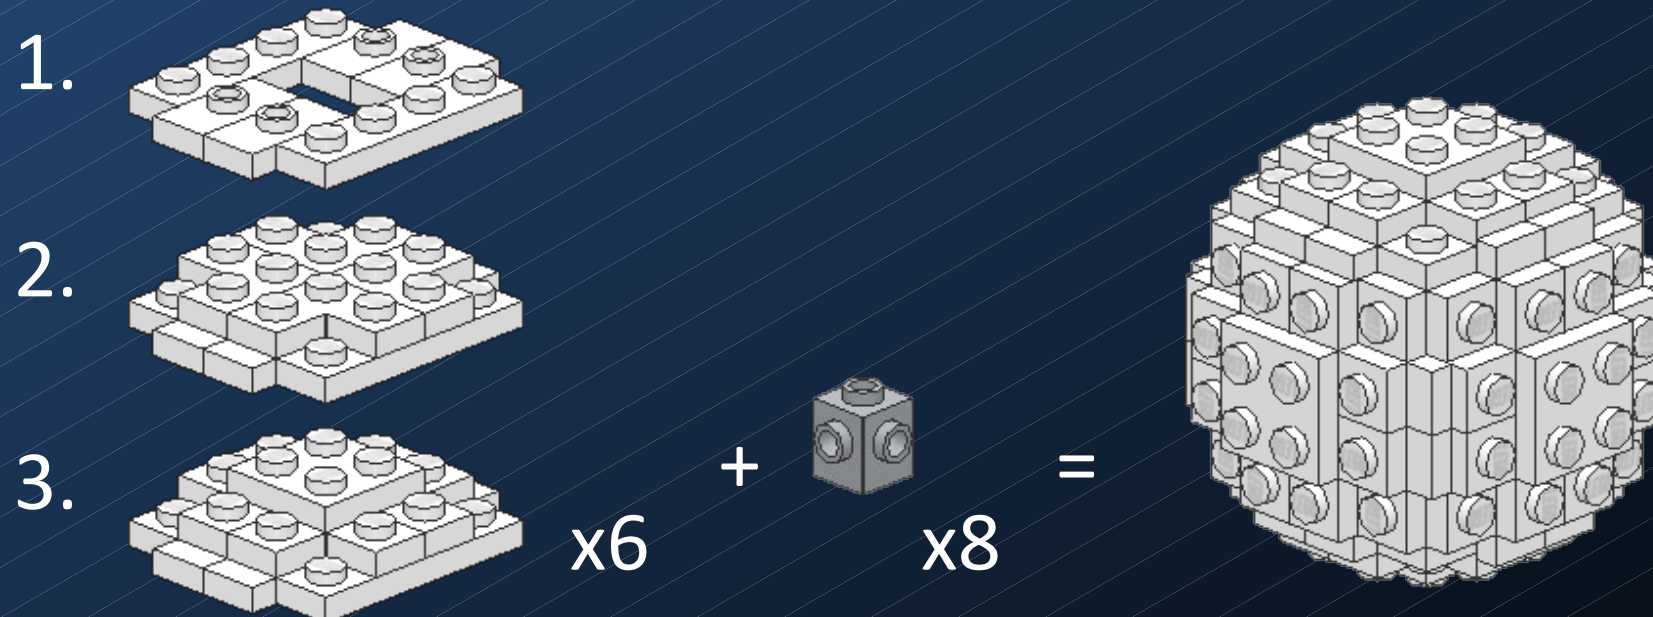 1.
2.
3.
x6
+
x8
=